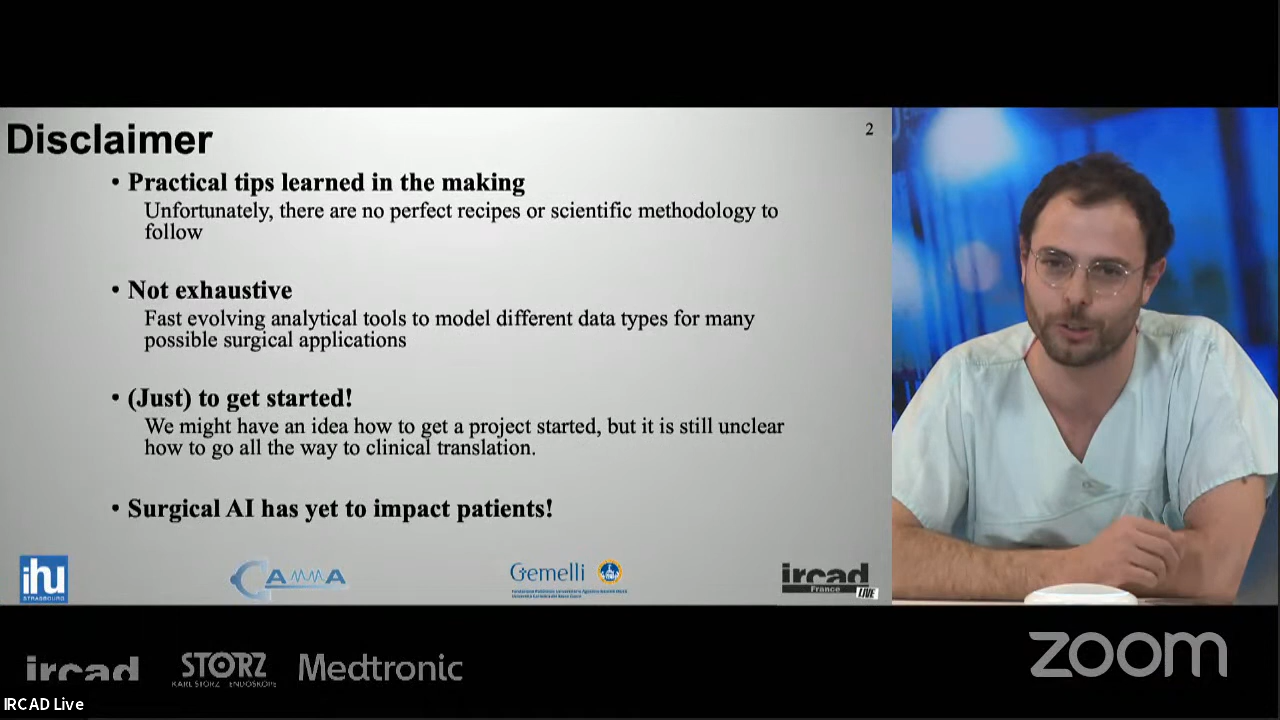 Disclaimer
2
• Practical tips learned in the making
Unfortunately, there are no perfect recipes or scientific methodology to
follow
• Not exhaustive
Fast evolving analytical tools to model different data types for many
possible surgical applications
• (Just) to get started!
We might have an idea how to get a project started, but it is still unclear
how to go all the way to clinical translation.
• Surgical AI has yet to impact patients!
ihu
STRASBOURG
CAMMA
Gemelli
ircad
France
LIVE
ircad
STORZ
KARL STORZ - ENDOSKOPE
Medtronic
zoom
IRCAD Live